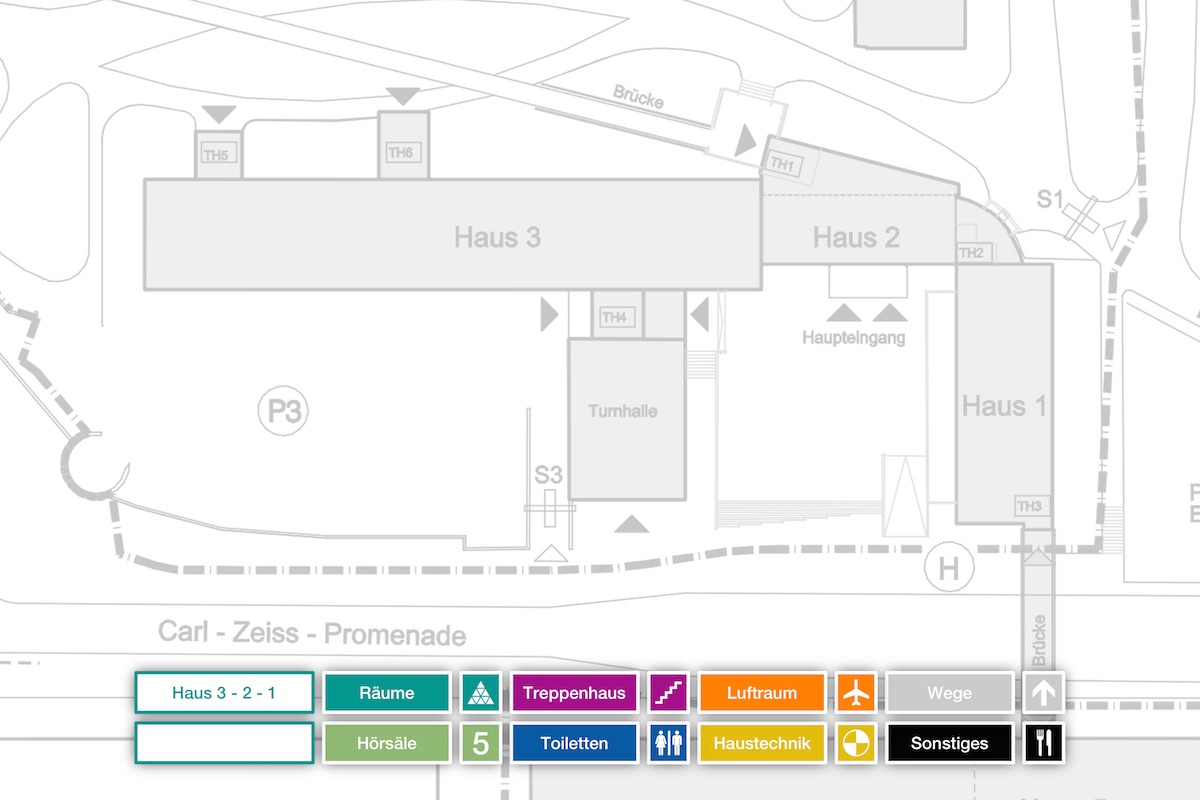 Brücke
TH5
TH6
TH1
S1
Haus 3
Haus 2
TH2
TH4
Haupteingang
P3
Turnhalle
Haus 1
S3
TH3
H
Carl - Zeiss - Promenade
Brücke
Haus 3 - 2 - 1
Räume
Treppenhaus
Luftraum
Wege
Hörsäle
5
Toiletten
Haustechnik
Sonstiges